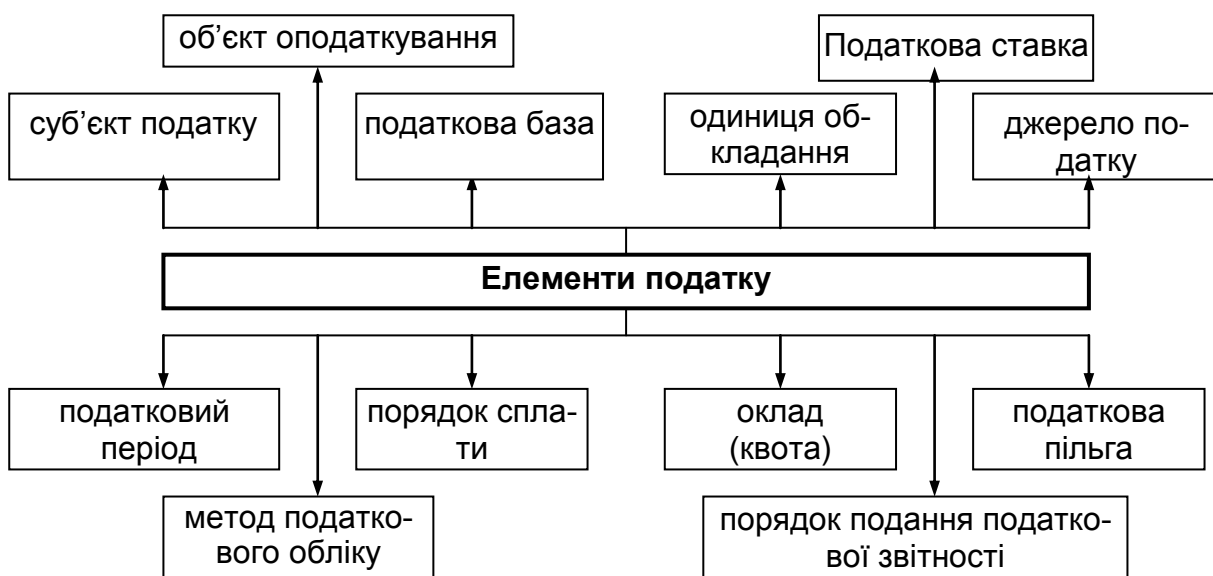 об’єкт оподаткування
Податкова ставка
суб’єкт податку
податкова база
одиниця об-
кладання
джерело по-
датку
Елементи податку
податковий
період
порядок спла-
ти
оклад
(квота)
податкова
пільга
метод податко-
вого обліку
порядок подання податко-
вої звітності